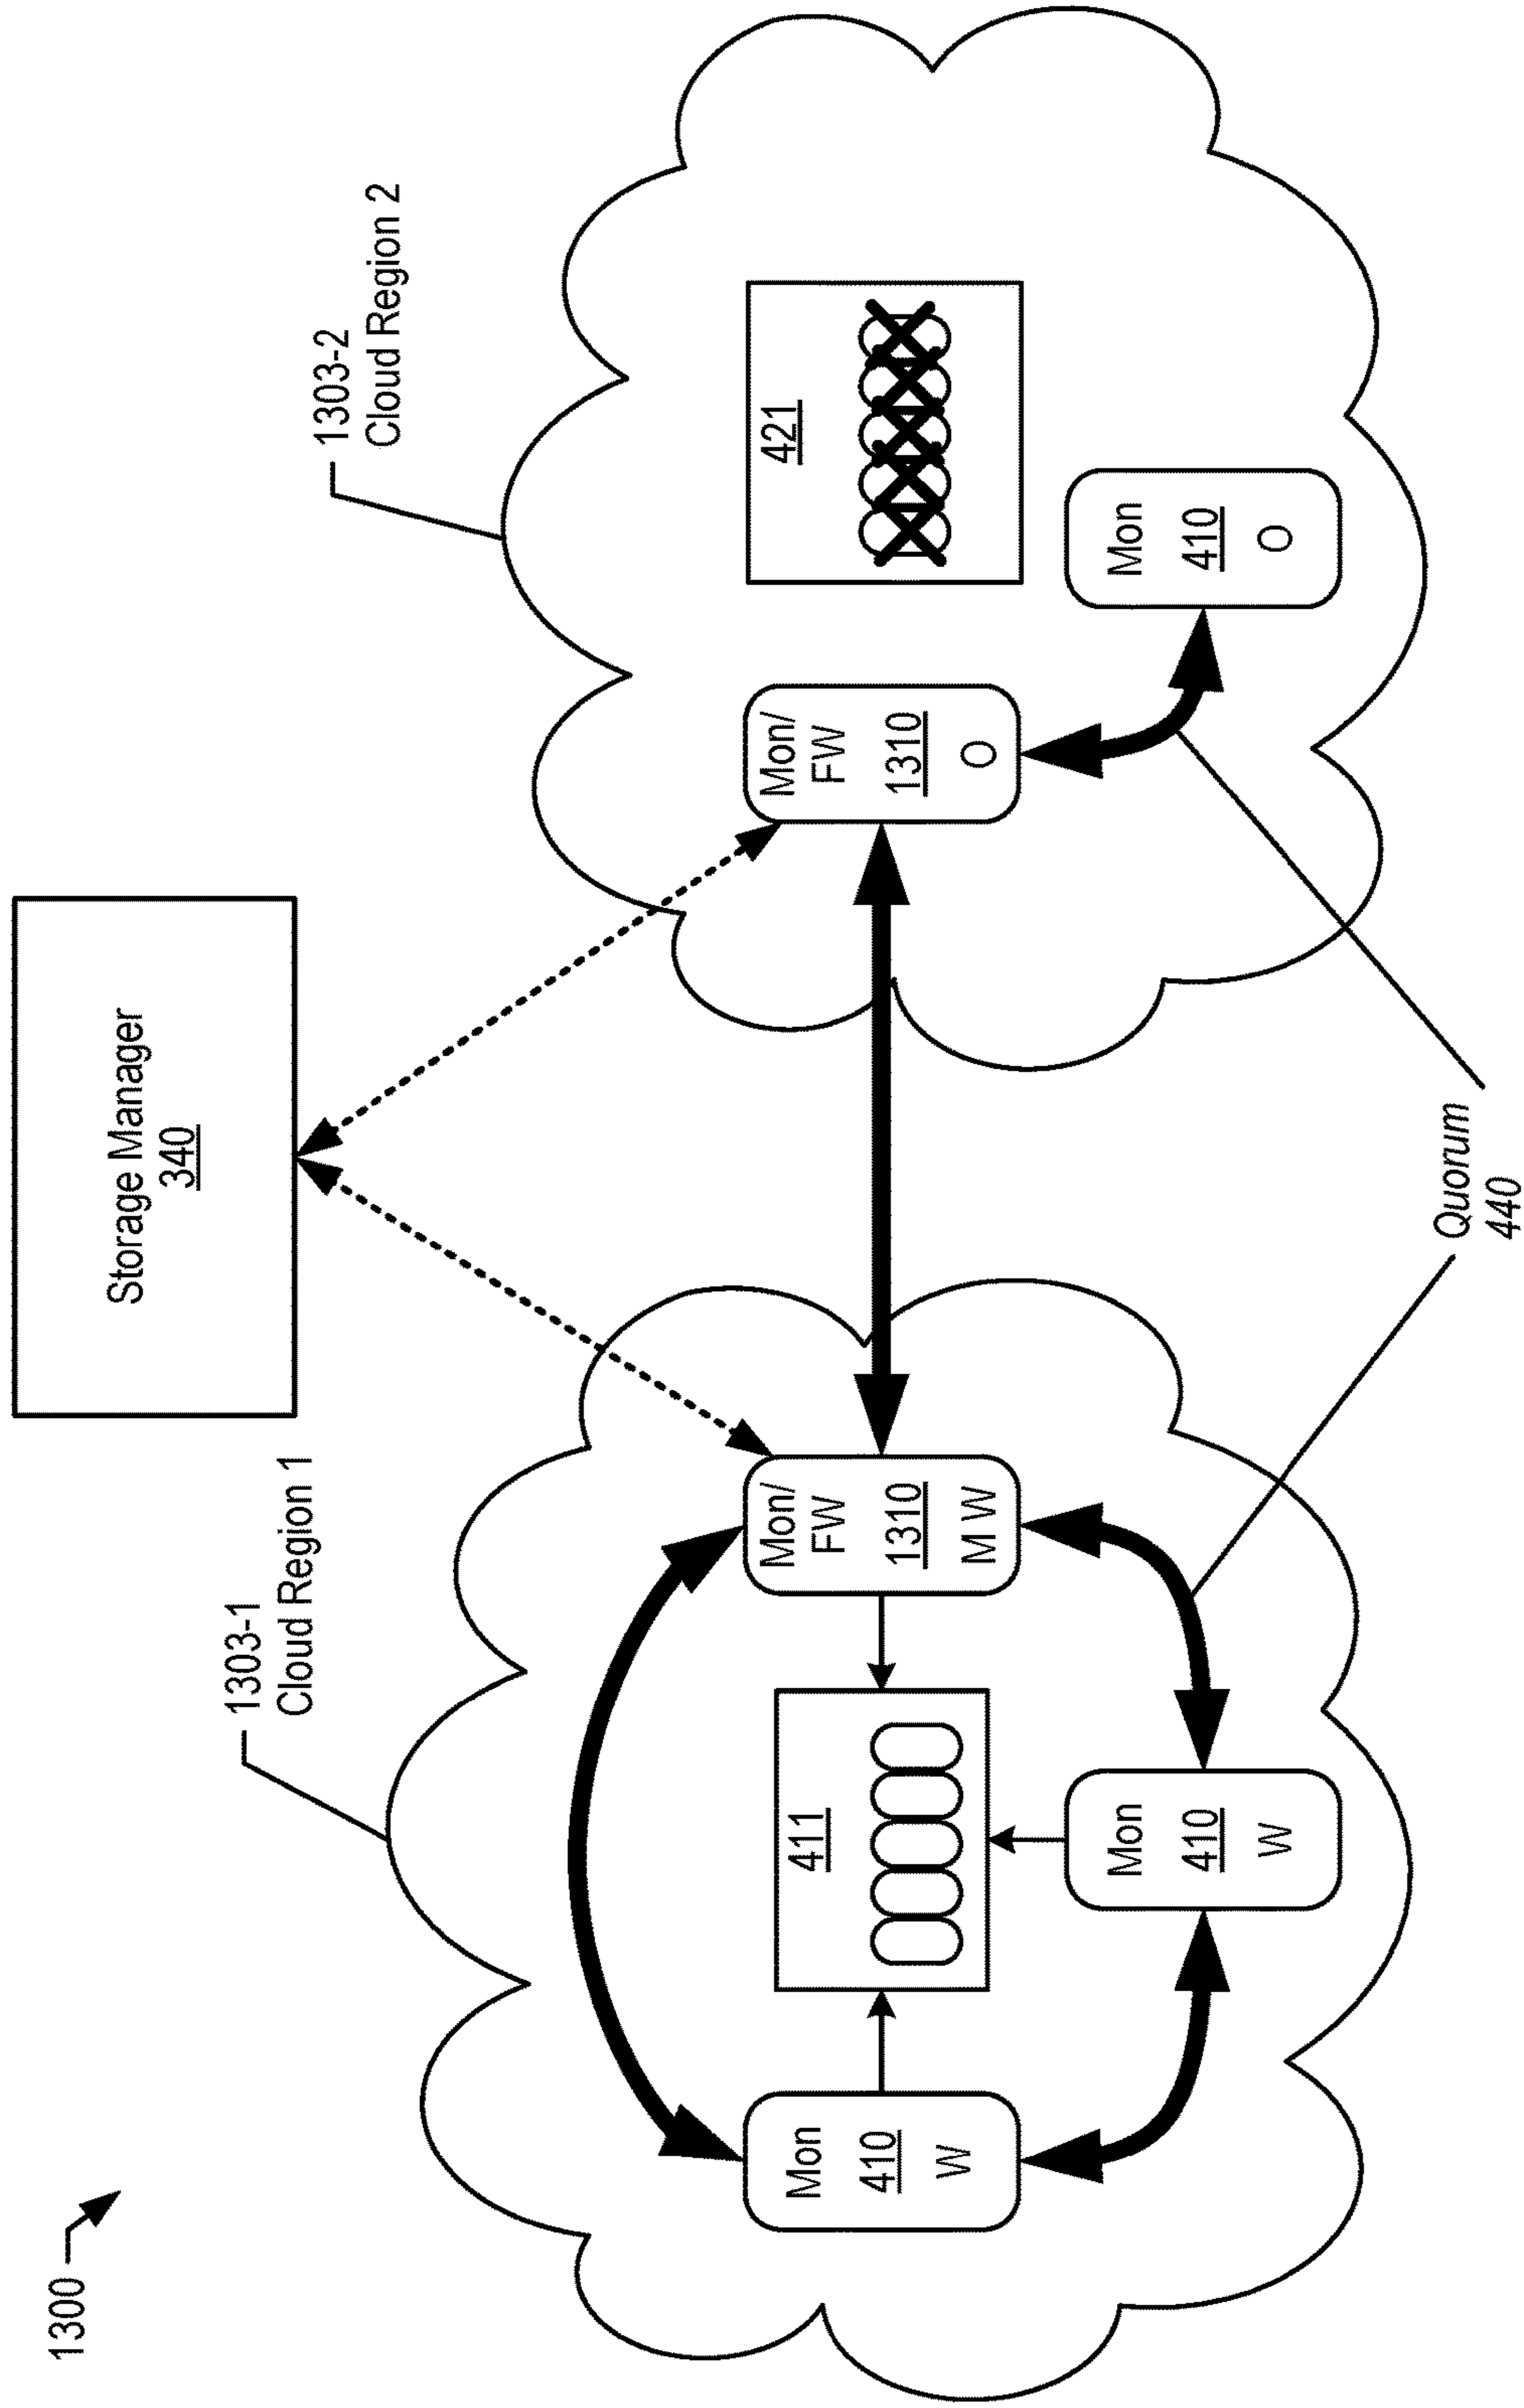 1300
Storage Manager
340
1303-1
Cloud Region 1
1303-2
Cloud Region 2
Mon
410
W
411
Mon/
FW
1310
M W
Mon
410
W
Mon/
FW
1310
O
421
Mon
410
O
Quorum
440